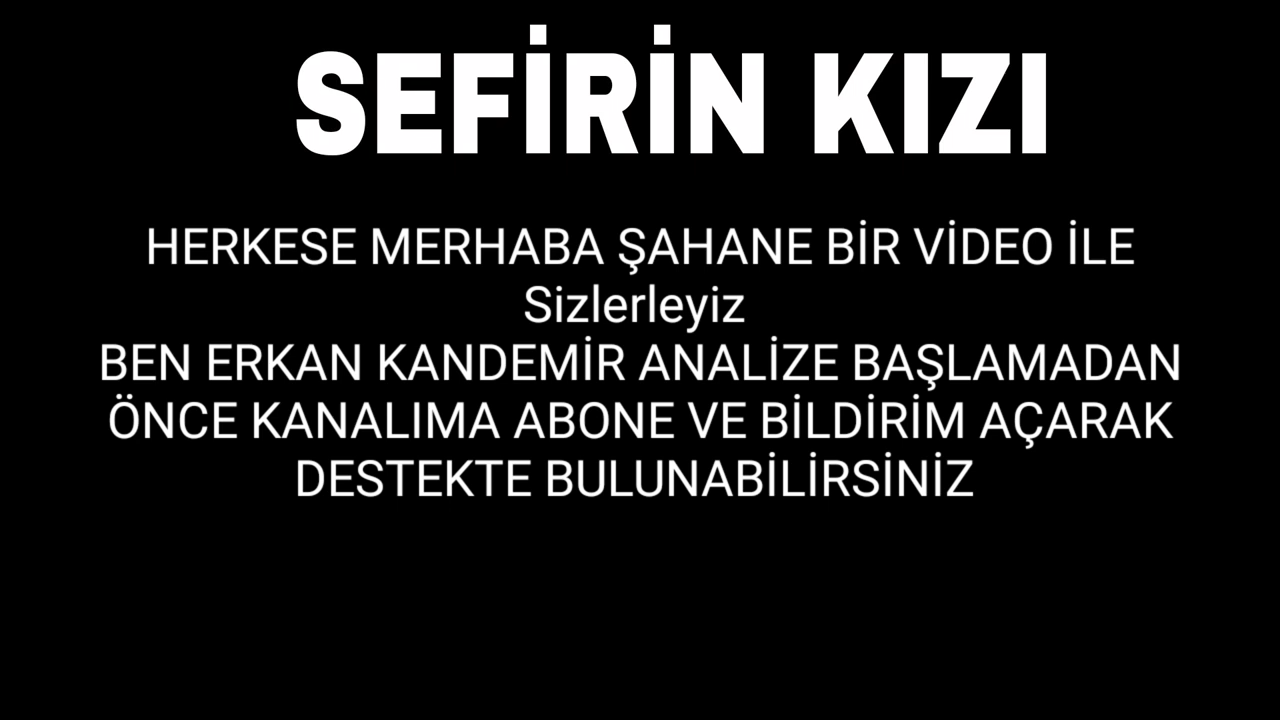 SEFİRİN KIZI
HERKESE MERHABA ŞAHANE BİR VİDEO İLE
Sizlerleyiz
BEN ERKAN KANDEMİR ANALİZE BAŞLAMADAN
ÖNCE KANALIMA ABONE VE BİLDİRİM AÇARAK
DESTEKTE BULUNABİLİRSİNİZ